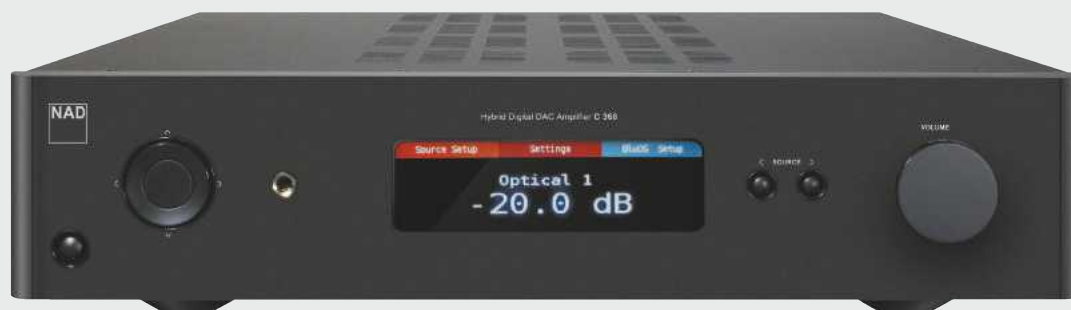 NAD
Hybrid Digital DAC Amplifier C 368
VOLUME
Source Setup Settings BluOS Setup
< SOURCE >
Optical 1
-20.0 dB